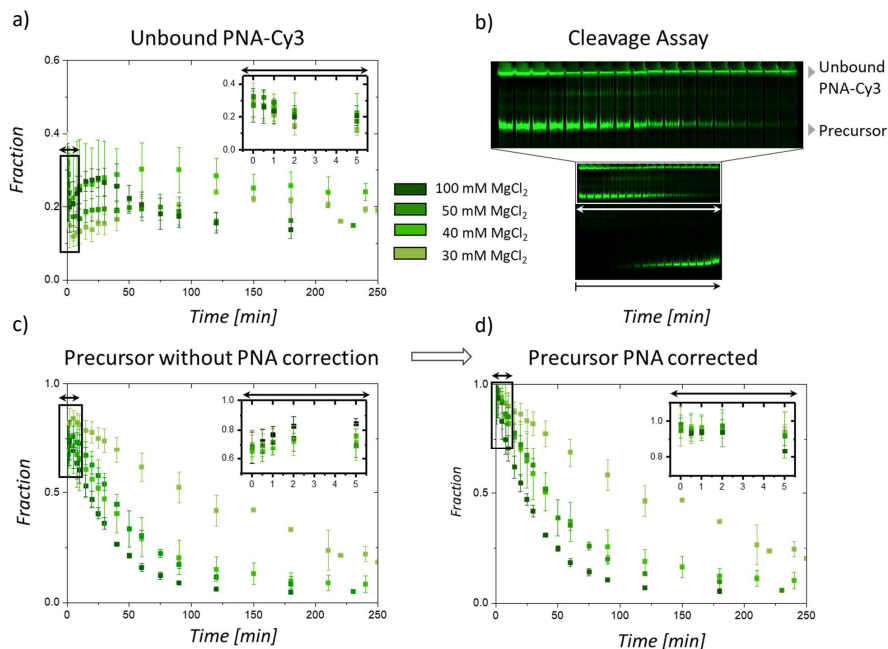 a)
Unbound PNA-Cy3
0.6
0.4
0.2
0.0
Fraction
0.4
0.2
0.0
0 1 2 3 4 5
0 50 100 150 200 250
Time [min]
100 mM MgCl₂
50 mM MgCl₂
40 mM MgCl₂
30 mM MgCl₂
b)
Cleavage Assay
Unbound
PNA-Cy3
Precursor
Time [min]
c)
Precursor without PNA correction
1.0
0.5
0.0
Fraction
1.0
0.8
0.6
0 1 2 3 4 5
0 50 100 150 200 250
Time [min]
d)
Precursor PNA corrected
1.0
0.5
0.0
Fraction
1.0
0.8
0 1 2 3 4 5
0 50 100 150 200 250
Time [min]